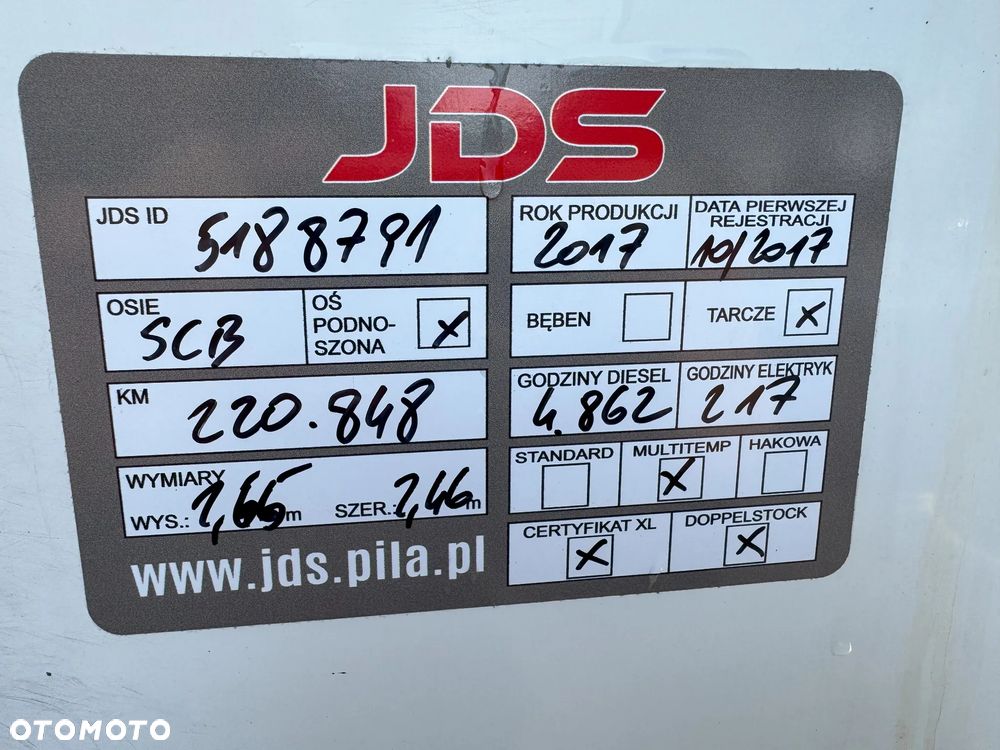 JDS
JDS ID 5188791
ROK PRODUKCJI 2017
DATA PIERWSZEJ
REJESTRACJI
10/2017
OSIE SCB
OŚ
PODNO-
SZONA X
BĘBEN
TARCZE X
KM 220.848
GODZINY DIESEL 4.862
GODZINY ELEKTRYK 217
STANDARD
MULTITEMP X
HAKOWA
WYMIARY
WYS.: m
SZER.: 2,46 m
CERTYFIKAT XL X
DOPPELSTOCK X
www.jds.pila.pl
OTOMOTO